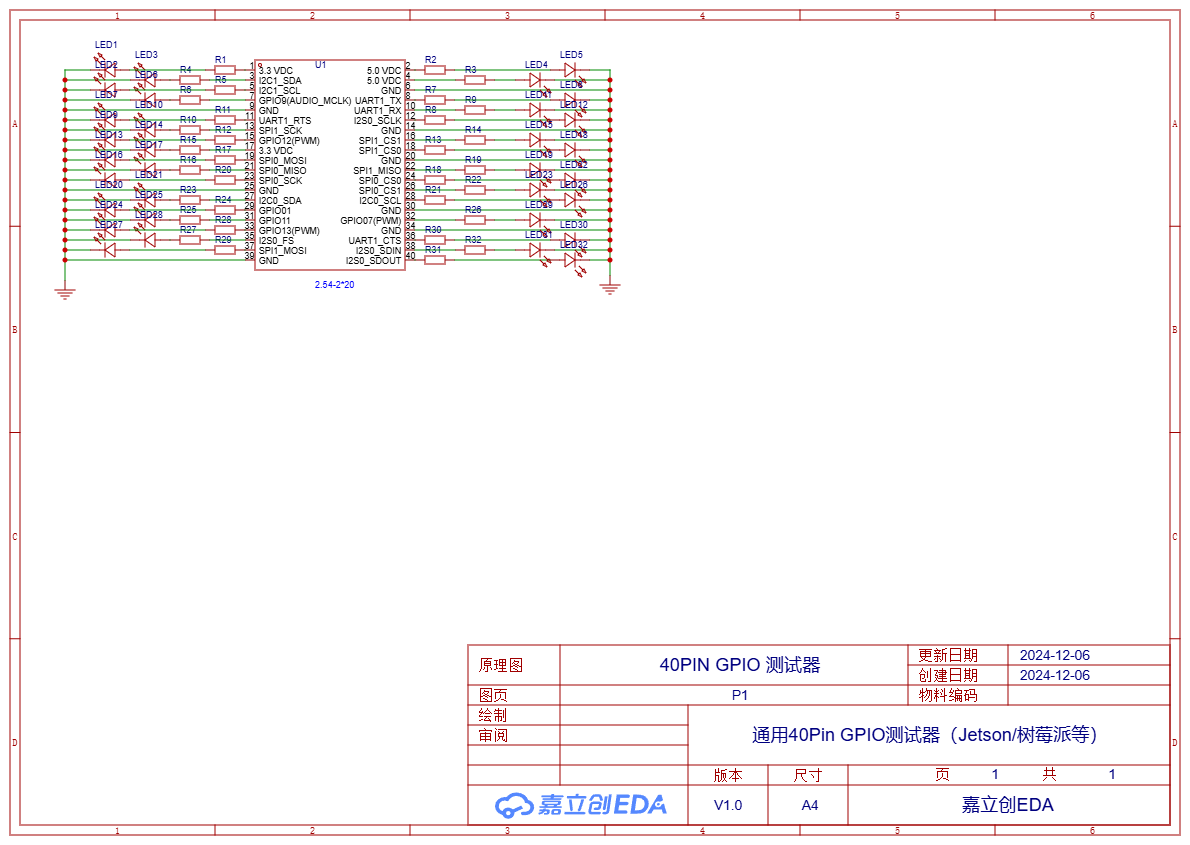 1 2 3 4 5 6
LED1
LED3
LED2
R1
U1
R2
LED5
LED4
R4
R3
R5
R6
R7
R9
R8
LED7
LED10
LED12
R11
R10
R12
LED9
LED14
LED13
R14
R13
R15
R17
LED17
LED16
R16
R19
R18
R20
R22
R21
LED21
LED20
LED23
R23
R24
LED25
LED24
R25
R26
R28
LED28
LED27
R27
R29
R30
LED30
R32
R31
LED32
1 3.3 VDC 5.0 VDC 2
3 I2C1_SDA 5.0 VDC 4
5 I2C1_SCL GND 6
7 GPIO9(AUDIO_MCLK) UART1_TX 8
9 GND UART1_RX 10
11 UART1_RTS I2S0_SCLK 12
13 SPI1_SCK GND 14
15 GPIO12(PWM) SPI1_CS1 16
17 3.3 VDC SPI1_CS0 18
19 SPI0_MOSI GND 20
21 SPI0_MISO SPI1_MISO 22
23 SPI0_SCK SPI0_CS0 24
25 GND SPI0_CS1 26
27 I2C0_SDA I2C0_SCL 28
29 GPIO01 GND 30
31 GPIO11 GPIO07(PWM) 32
33 GPIO13(PWM) GND 34
35 I2S0_FS UART1_CTS 36
37 SPI1_MOSI I2S0_SDIN 38
39 GND I2S0_SDOUT 40
2.54-2*20
A A
B B
C C
D D
原理图 40PIN GPIO 测试器
更新日期 2024-12-06
创建日期 2024-12-06
图页 P1 物料编码
绘制
审阅
通用40Pin GPIO测试器（Jetson/树莓派等）
版本 尺寸 页 1 共 1
嘉立创EDA V1.0 A4 嘉立创EDA
1 2 3 4 5 6